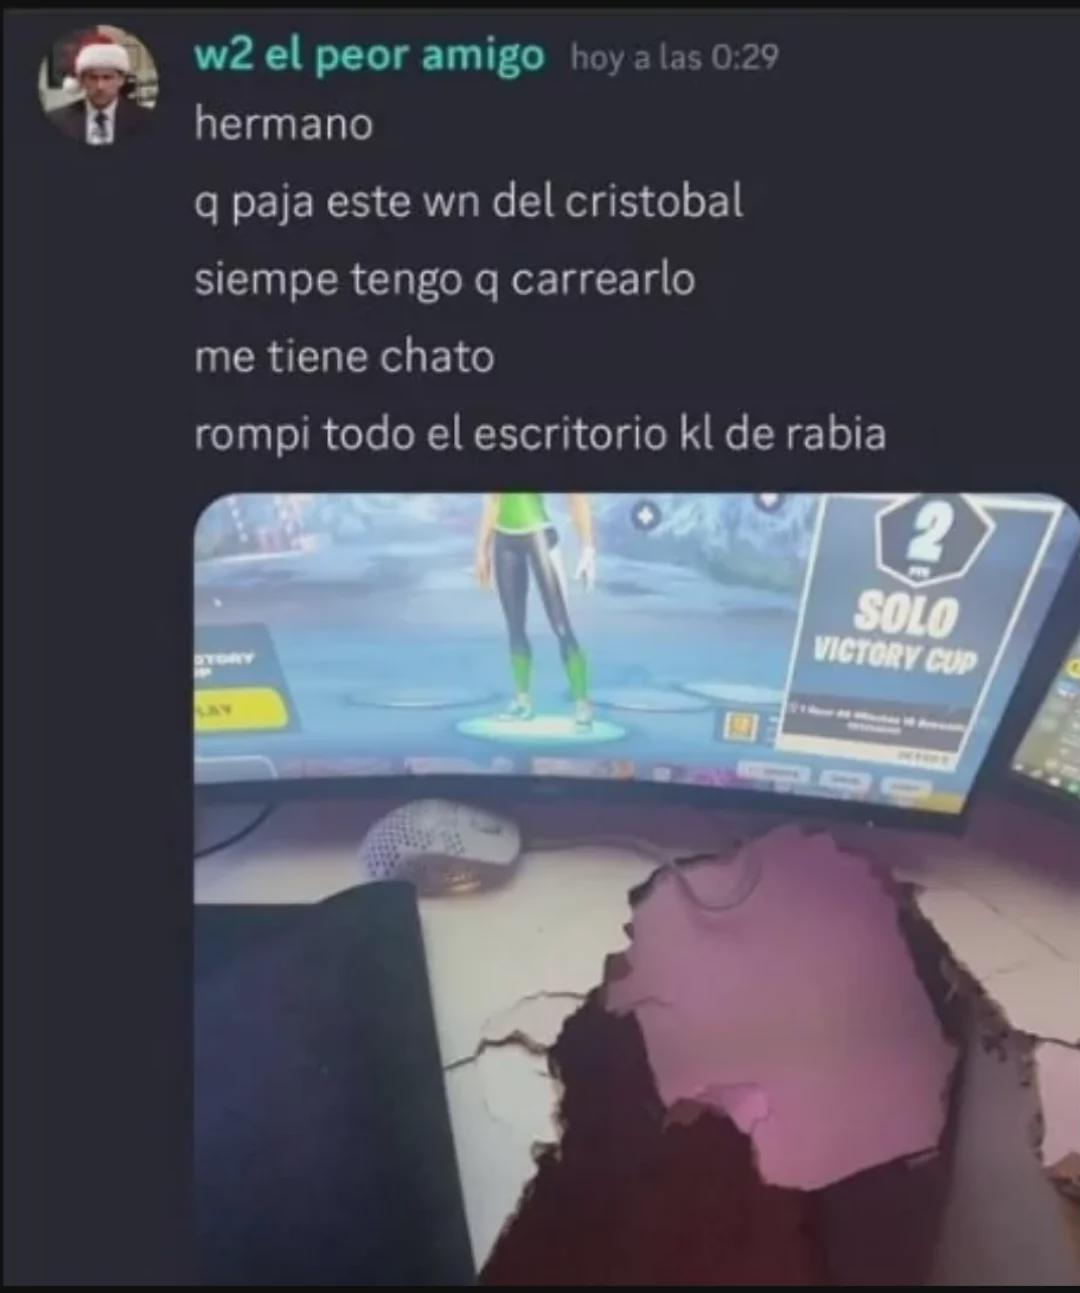 w2 el peor amigo hoy a las 0:29
hermano
q paja este wn del cristobal
siempe tengo q carrearlo
me tiene chato
rompi todo el escritorio kl de rabia
2
PTS
SOLO
VICTORY CUP